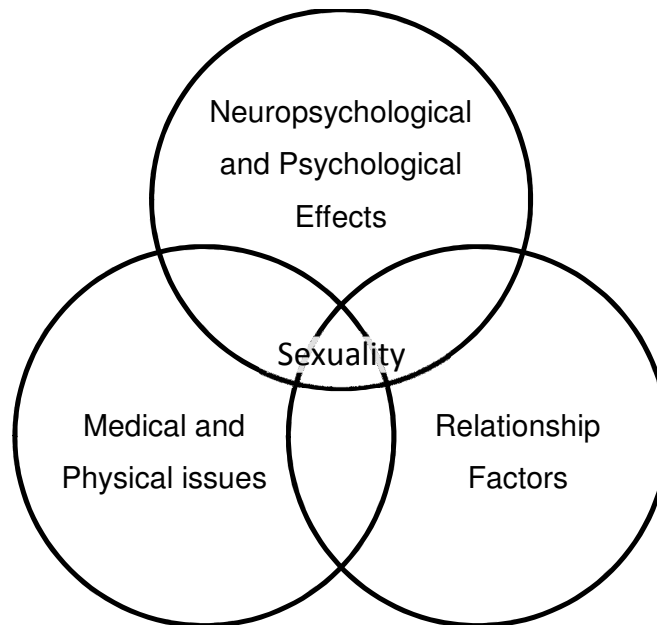 Neuropsychological
and Psychological
Effects
Sexuality
Medical and
Physical issues
Relationship
Factors